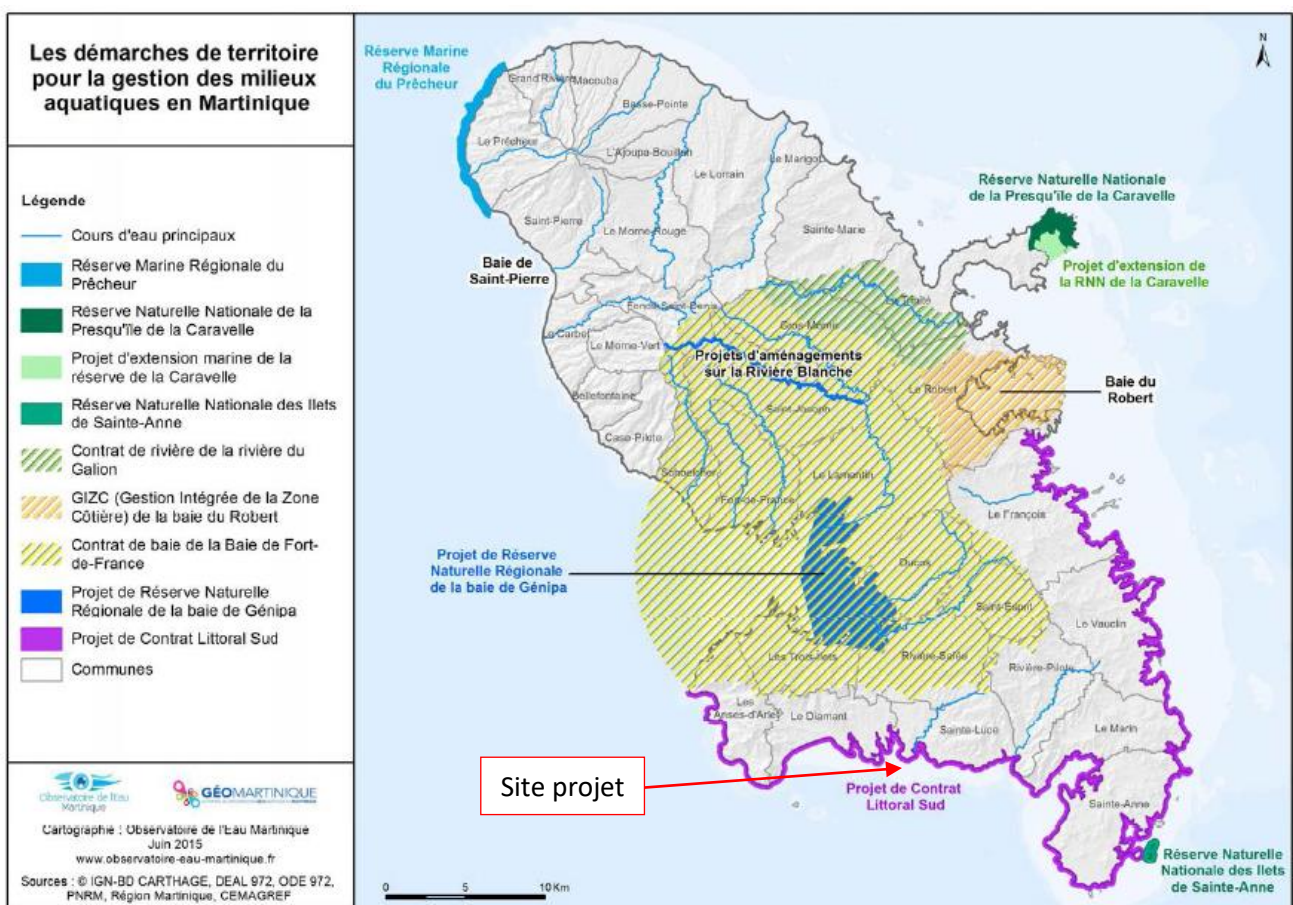 Les démarches de territoire
pour la gestion des milieux
aquatiques en Martinique
Légende
Cours d'eau principaux
Réserve Marine Régionale du
Prêcheur
Réserve Naturelle Nationale de la
Presqu'île de la Caravelle
Projet d'extension marine de la
réserve de la Caravelle
Réserve Naturelle Nationale des Ilets
de Sainte-Anne
Contrat de rivière de la rivière du
Galion
GIZC (Gestion Intégrée de la Zone
Côtière) de la baie du Robert
Contrat de baie de la Baie de Fort-
de-France
Projet de Réserve Naturelle
Régionale de la baie de Génipa
Projet de Contrat Littoral Sud
Communes
Observatoire de l'Eau
Martinique
GÉOMARTINIQUE
Cartographie : Observatoire de l'Eau Martinique
Juin 2015
www.observatoire-eau-martinique.fr
Sources : © IGN-BD CARTHAGE, DEAL 972, ODE 972,
PNRM, Région Martinique, CEMAGREF
N
Réserve Marine
Régionale
du Prêcheur
Grand'Rivière
Macouba
Basse-Pointe
Le Prêcheur
L'Ajoupa-Bouillon
Le Lorrain
Le Marigot
Saint-Pierre
Le Morne-Rouge
Sainte-Marie
Réserve Naturelle Nationale
de la Presqu'île de la Caravelle
Projet d'extension de
la RNN de la Caravelle
Baie de
Saint-Pierre
Fonds-Saint-Denis
La Trinité
Gros-Morne
Le Carbet
Le Morne-Vert
Projets d'aménagements
sur la Rivière Blanche
Le Robert
Baie du
Robert
Bellefontaine
Saint-Joseph
Case-Pilote
Schoelcher
Fort-de-France
Le Lamentin
Le François
Projet de Réserve
Naturelle Régionale
de la baie de Génipa
Ducos
Saint-Esprit
Le Vauclin
Les Trois-Ilets
Rivière-Salée
Rivière-Pilote
Les
Anses-d'Arlet
Le Diamant
Sainte-Luce
Le Marin
Site projet
Projet de Contrat
Littoral Sud
Sainte-Anne
Réserve Naturelle
Nationale des Ilets
de Sainte-Anne
0 5 10 Km